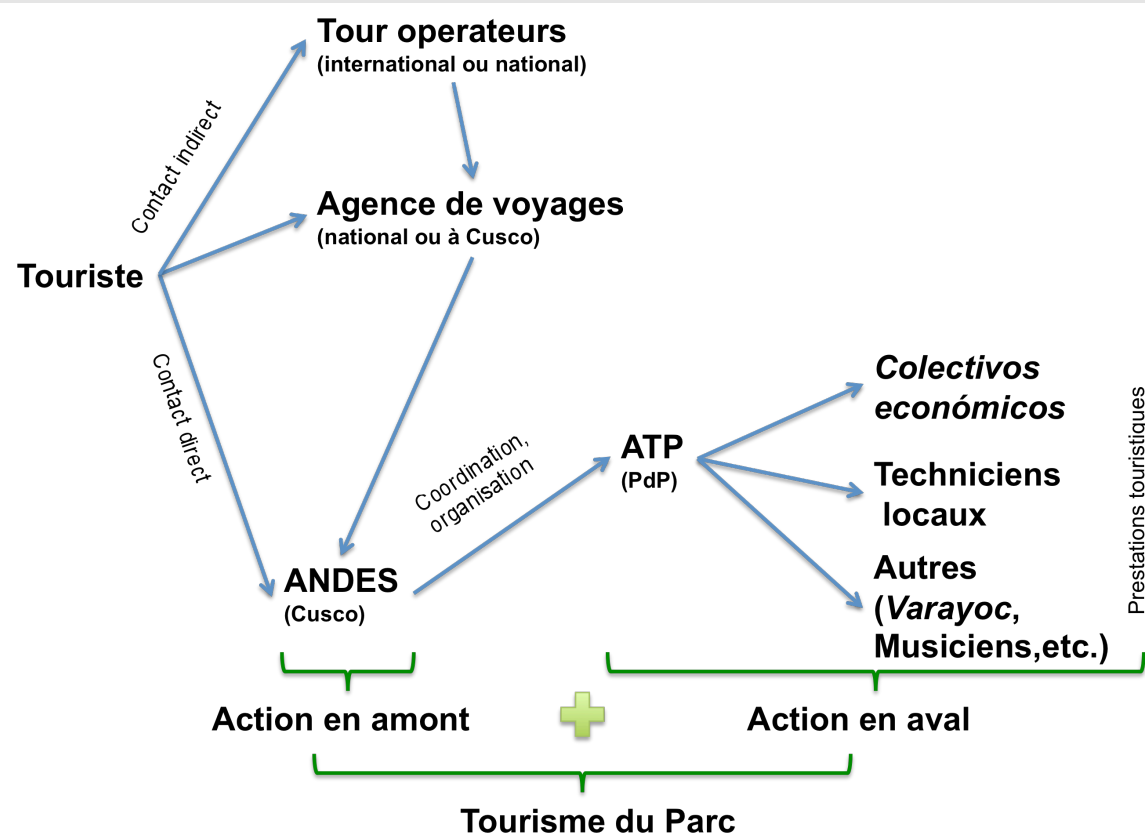 Tour operateurs
(international ou national)
Contact indirect
Agence de voyages
(national ou à Cusco)
Touriste
Contact direct
Colectivos
económicos
Coordination,
organisation
ATP
(PdP)
Techniciens
locaux
Prestations touristiques
ANDES
(Cusco)
Autres
(Varayoc,
Musiciens,etc.)
Action en amont
Action en aval
Tourisme du Parc